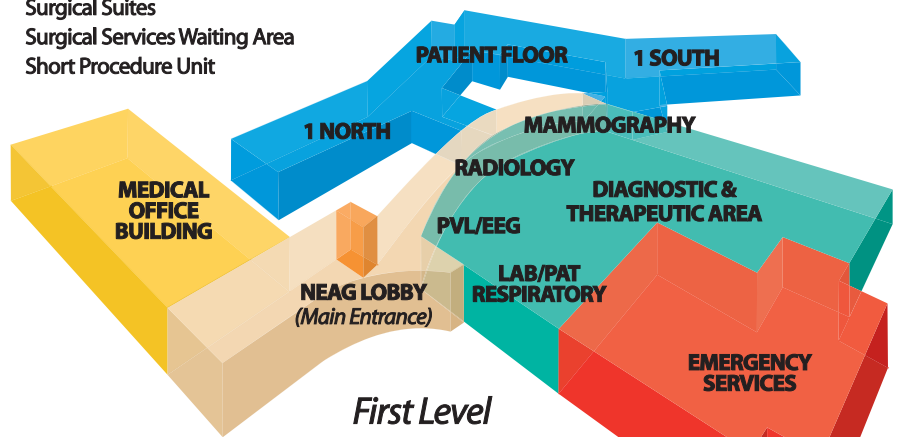 Surgical Suites
Surgical Services Waiting Area
Short Procedure Unit
PATIENT FLOOR
1 SOUTH
1 NORTH
MAMMOGRAPHY
RADIOLOGY
MEDICAL
OFFICE
BUILDING
DIAGNOSTIC &
THERAPEUTIC AREA
PVL/EEG
LAB/PAT
RESPIRATORY
NEAG LOBBY
(Main Entrance)
EMERGENCY
SERVICES
First Level